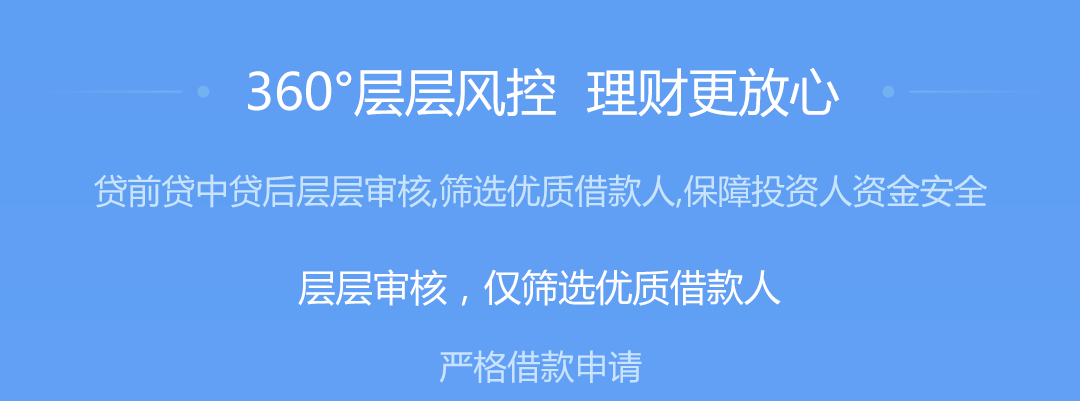 360°层层风控 理财更放心
贷前贷中贷后层层审核,筛选优质借款人,保障投资人资金安全
层层审核，仅筛选优质借款人
严格借款申请